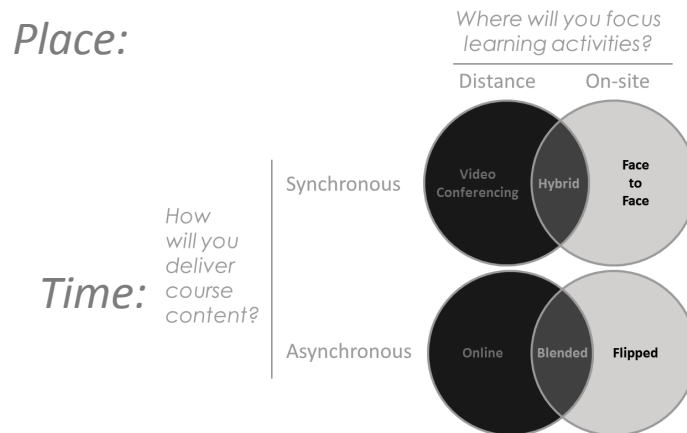 Place:
Where will you focus
learning activities?
Distance
On-site
Synchronous
Video
Conferencing
Hybrid
Face
to
Face
Time:
How
will you
deliver
course
content?
Asynchronous
Online
Blended
Flipped